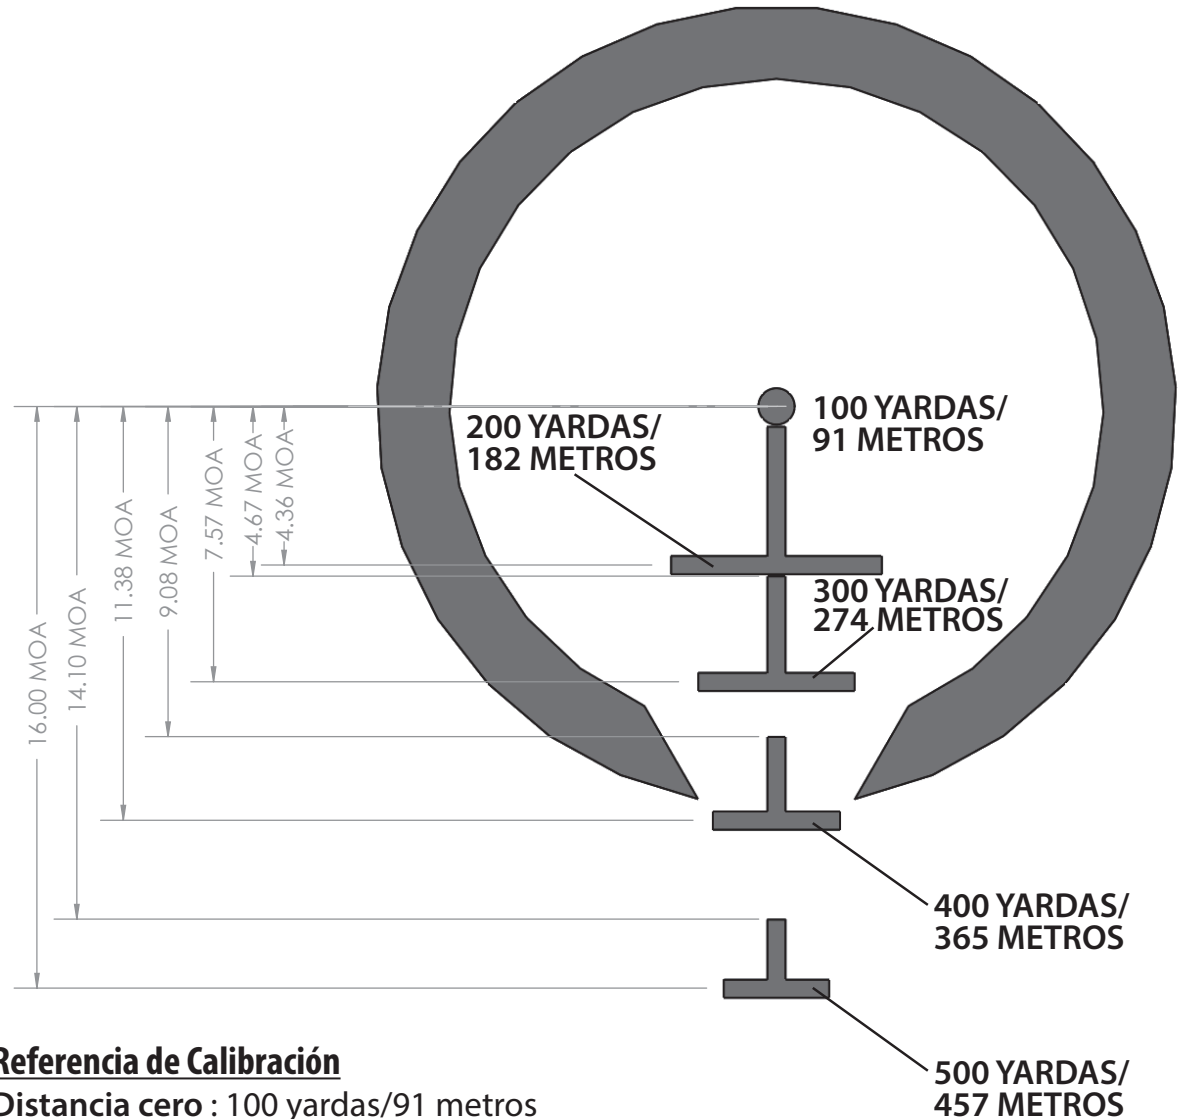 100 YARDAS/
91 METROS
200 YARDAS/
182 METROS
300 YARDAS/
274 METROS
16.00 MOA
14.10 MOA
11.38 MOA
9.08 MOA
7.57 MOA
4.67 MOA
4.36 MOA
400 YARDAS/
365 METROS
500 YARDAS/
457 METROS
Referencia de Calibración
Distancia cero : 100 yardas/91 metros